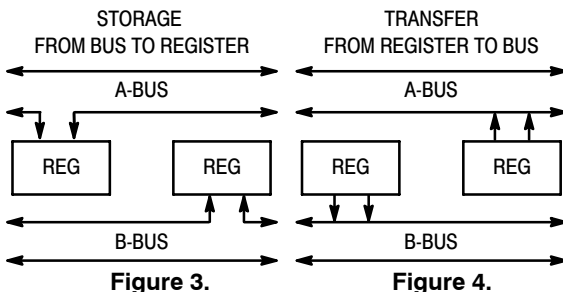 STORAGE
FROM BUS TO REGISTER
A-BUS
REG
REG
B-BUS
Figure 3.
TRANSFER
FROM REGISTER TO BUS
A-BUS
REG
REG
B-BUS
Figure 4.